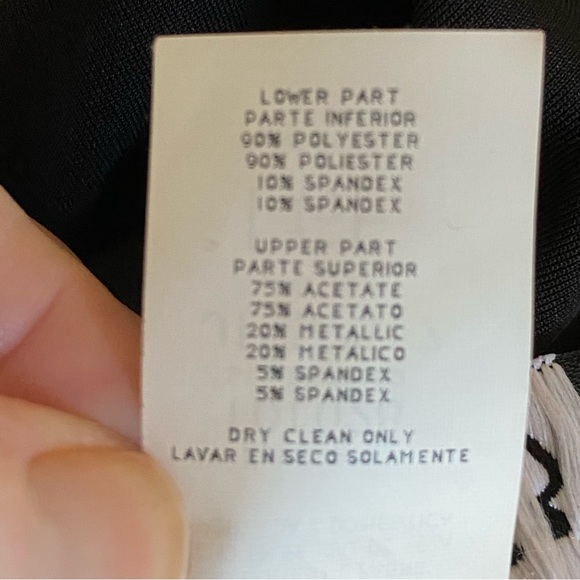 LOWER PART
PARTE INFERIOR
90% POLYESTER
90% POLIESTER
10% SPANDEX
10% SPANDEX
UPPER PART
PARTE SUPERIOR
75% ACETATE
75% ACETATO
20% METALLIC
20% METALICO
5% SPANDEX
5% SPANDEX
DRY CLEAN ONLY
LAVAR EN SECO SOLAMENTE